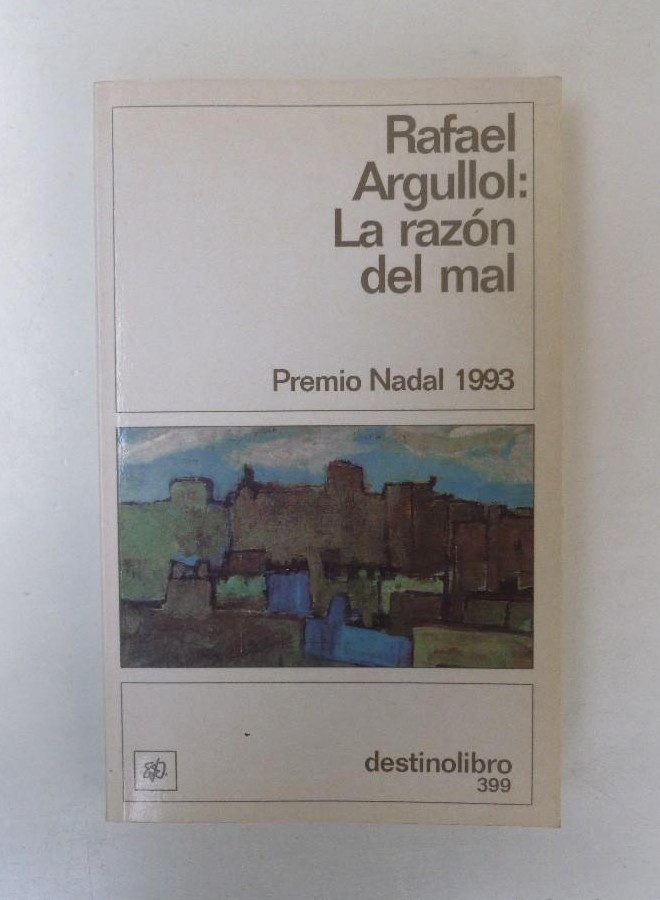 Rafael
Argullol:
La razón
del mal
Premio Nadal 1993
destinolibro
399